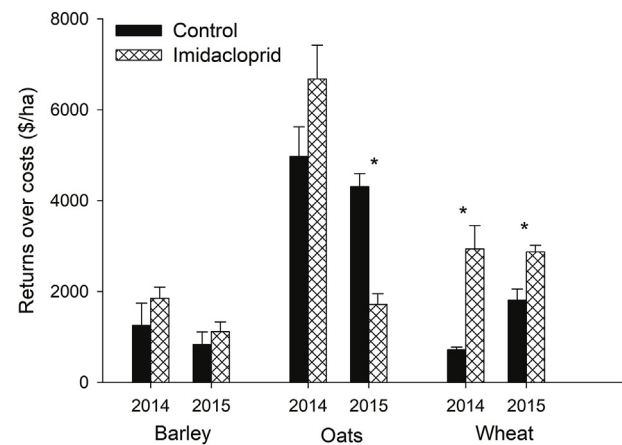 8000
6000
4000
2000
0
Returns over costs ($/ha)
Control
Imidacloprid
*
*
*
2014 2015 2014 2015 2014 2015
Barley Oats Wheat